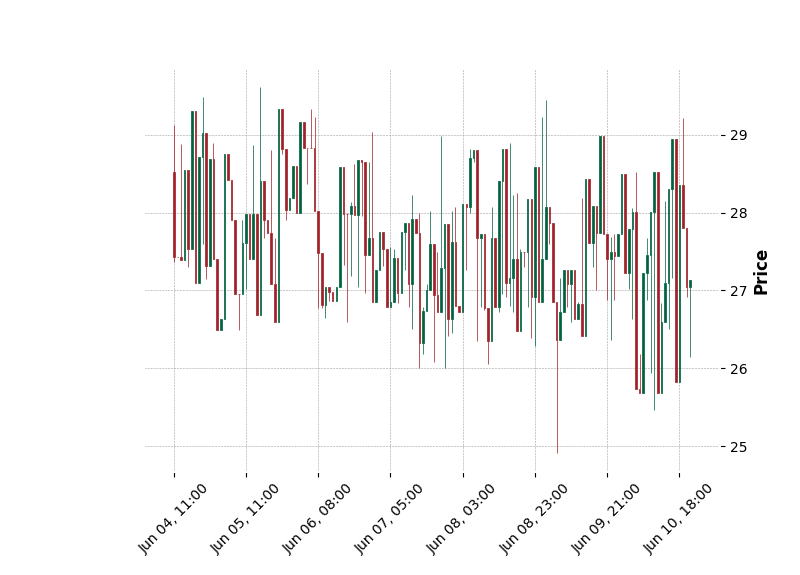 29
28
27
26
25
Price
Jun 04, 11:00
Jun 05, 11:00
Jun 06, 08:00
Jun 07, 05:00
Jun 08, 03:00
Jun 08, 23:00
Jun 09, 21:00
Jun 10, 18:00